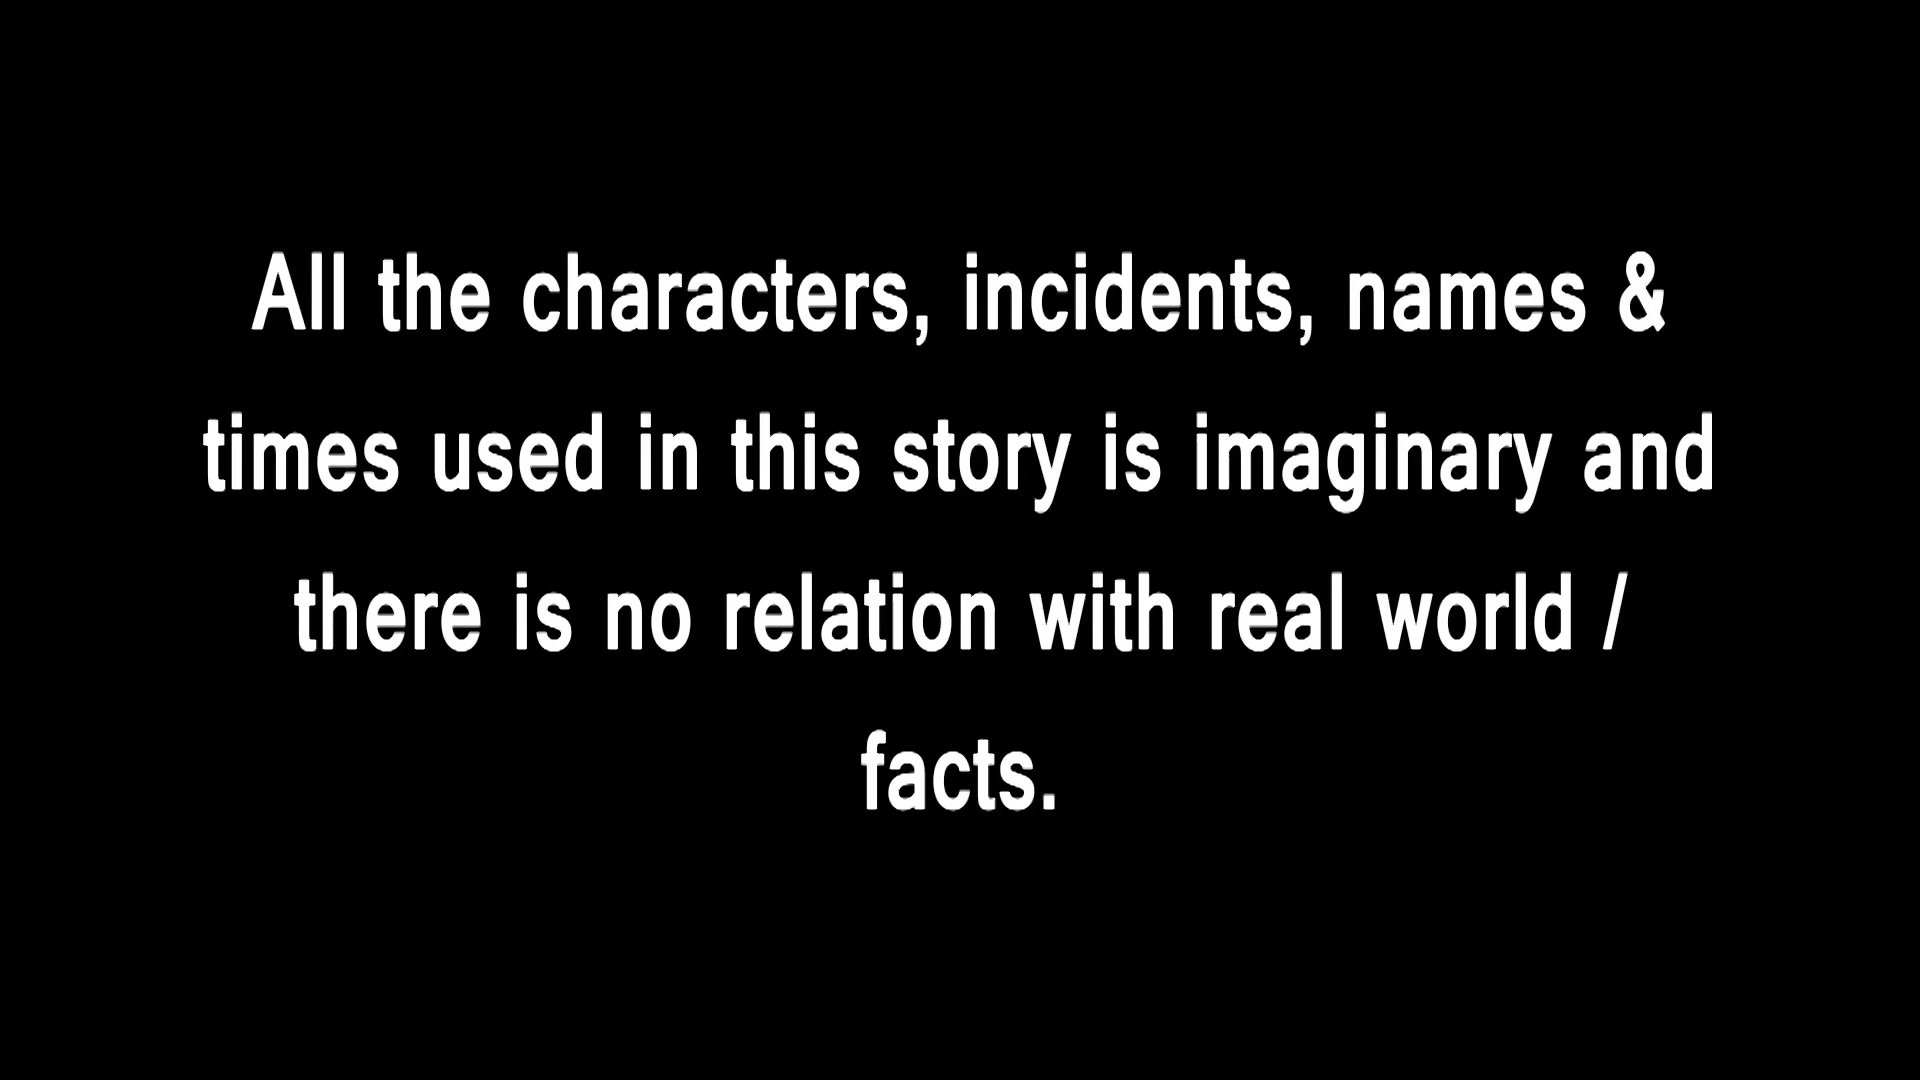 All the characters, incidents, names &
times used in this story is imaginary and
there is no relation with real world /
facts.